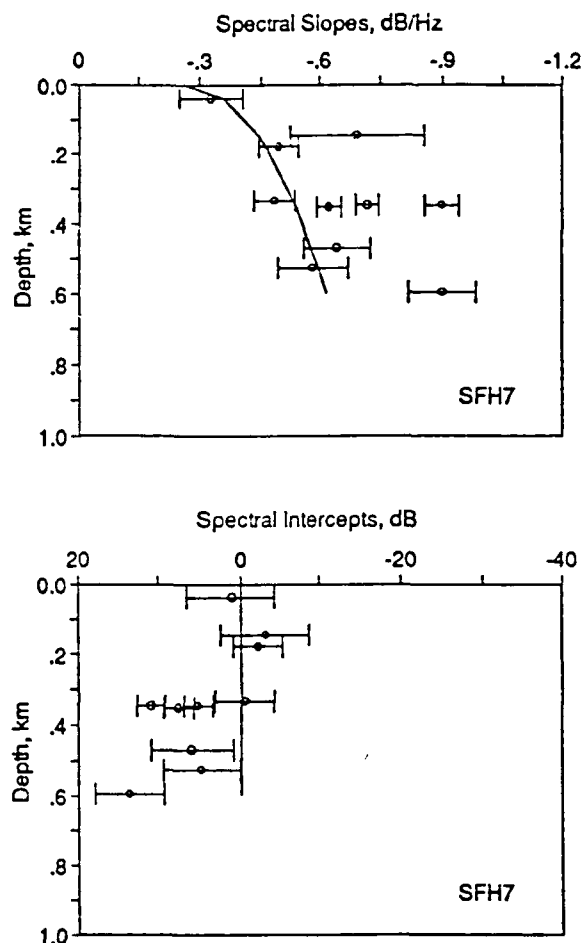 Spectral Slopes, dB/Hz
0 -.3 -.6 -.9 -1.2
0.0
.2
.4
.6
.8
1.0
Depth, km
SFH7
Spectral Intercepts, dB
20 0 -20 -40
0.0
.2
.4
.6
.8
1.0
Depth, km
SFH7